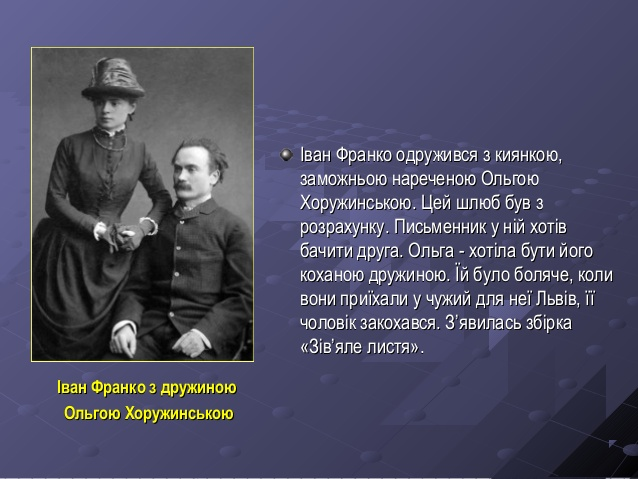 Іван Франко одружився з киянкою,
заможньою нареченою Ольгою
Хоружинською. Цей шлюб був з
розрахунку. Письменник у ній хотів
бачити друга. Ольга - хотіла бути його
коханою дружиною. Їй було боляче, коли
вони приїхали у чужий для неї Львів, її
чоловік закохався. З’явилась збірка
«Зів’яле листя».
Іван Франко з дружиною
Ольгою Хоружинською